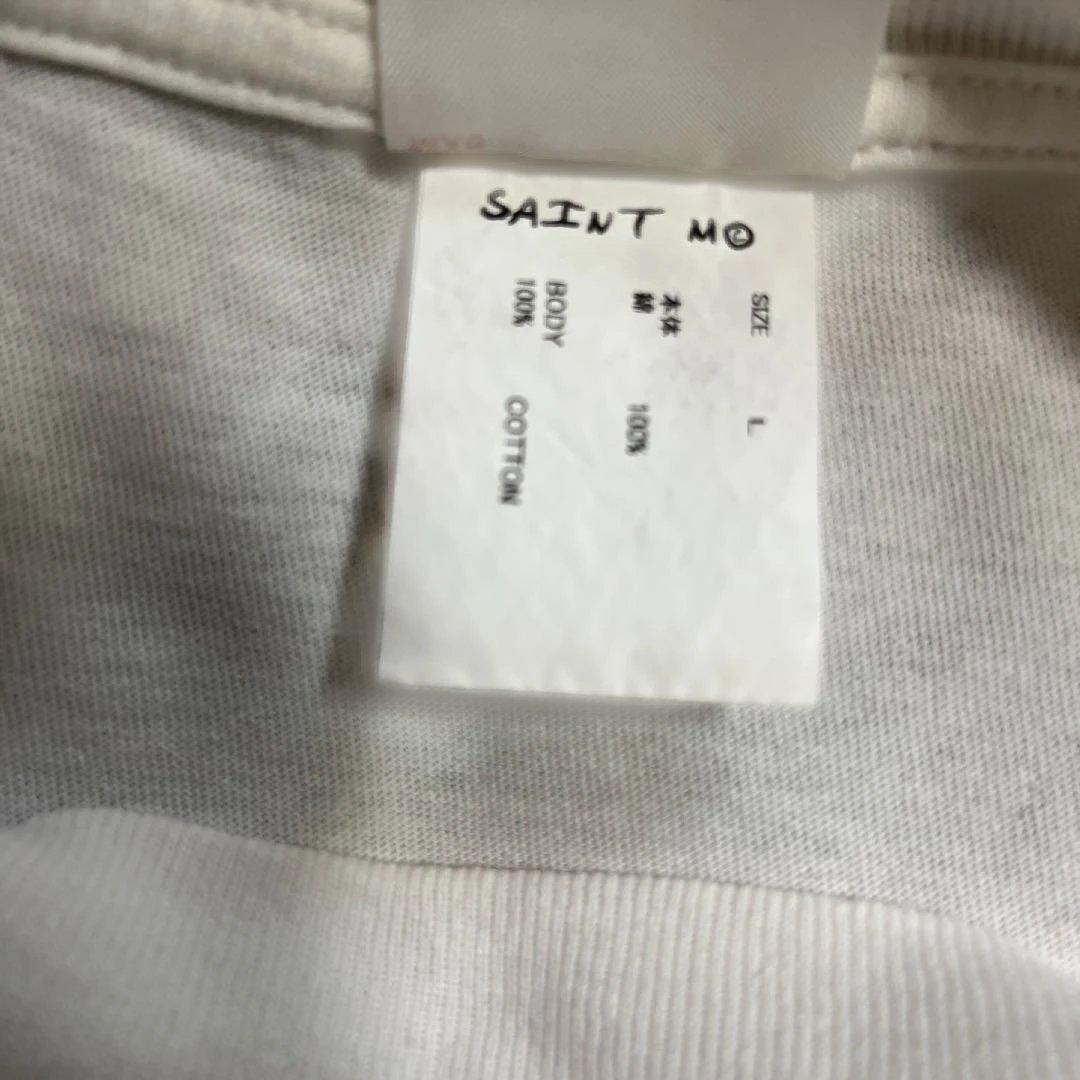 SAINT M☺
SIZE L
本体
綿 100%
BODY
100% COTTON